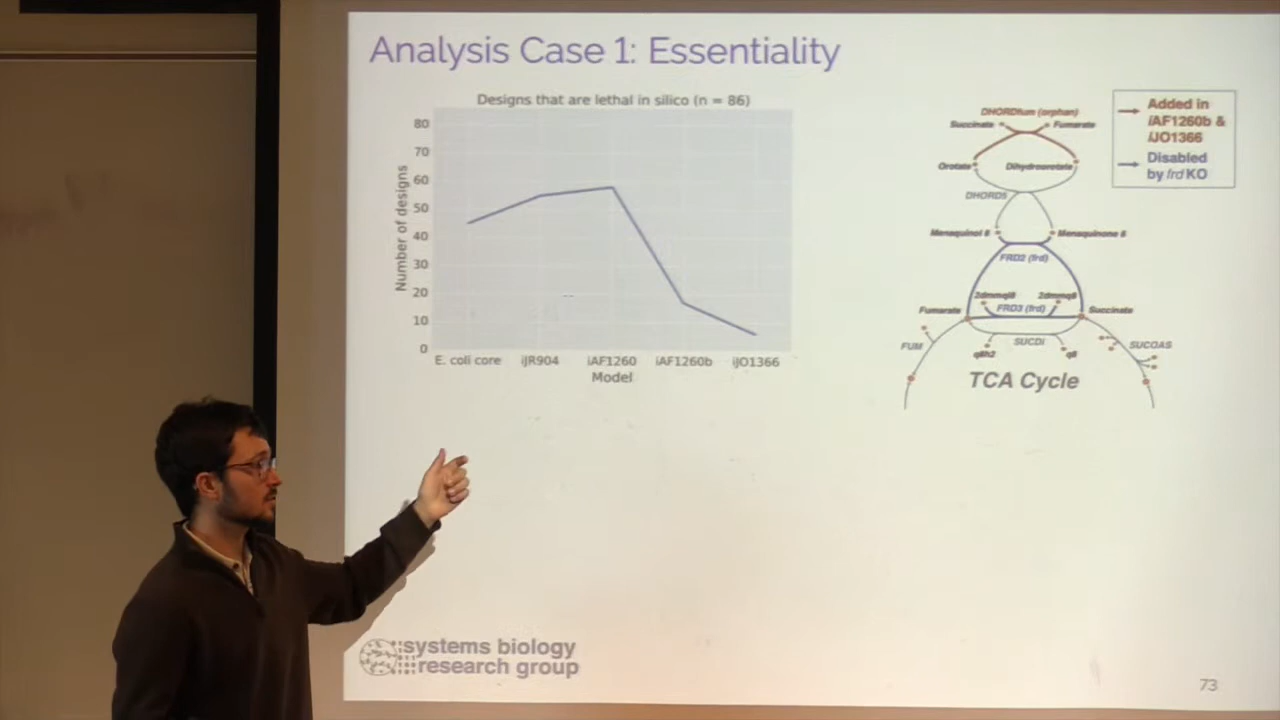 Analysis Case 1: Essentiality
Designs that are lethal in silico (n = 86)
80
70
60
50
40
30
20
10
0
Number of designs
E. coli core
iJR904
iAF1260
iAF1260b
iJO1366
Model
DHORDfum (orphan)
Succinate
Fumarate
Orotate
Dihydroorotate
DHORD5
Menaquinol 8
Menaquinone 8
FRD2 (frd)
2dmmql8
2dmmq8
FRD3 (frd)
Fumarate
Succinate
FUM
SUCDi
SUCOAS
q8h2
q8
TCA Cycle
Added in
iAF1260b &
iJO1366
Disabled
by frd KO
systems biology
research group
73